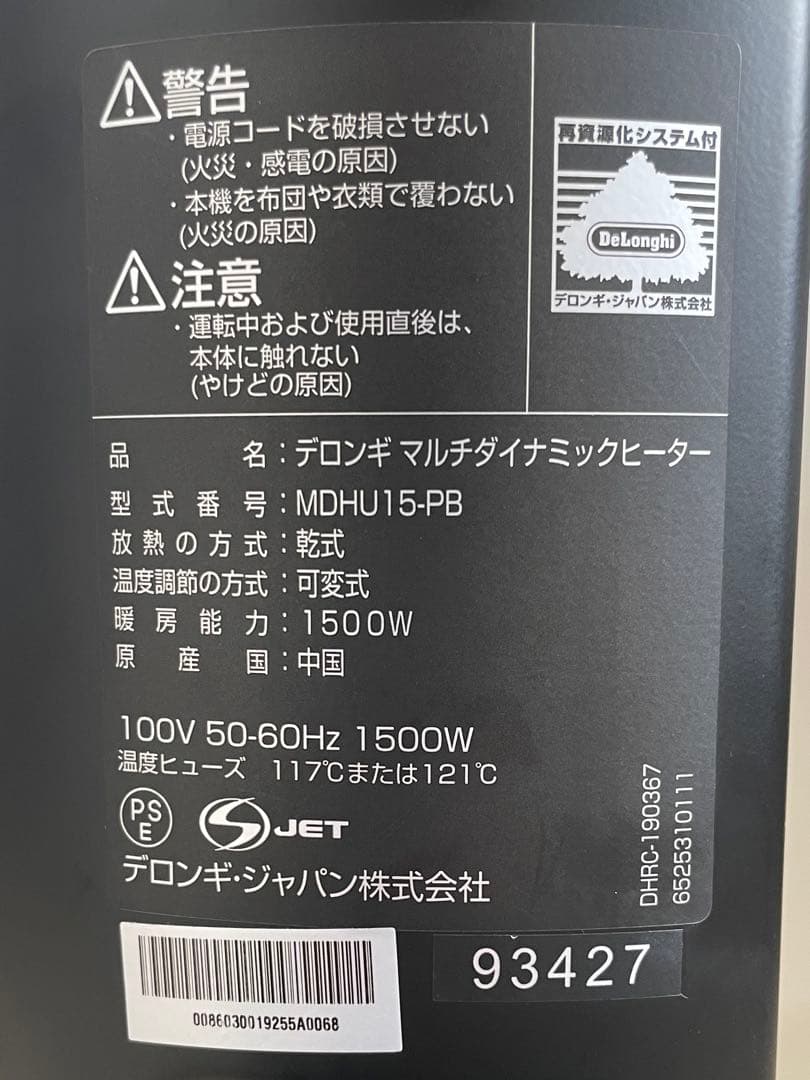 警告
・電源コードを破損させない
(火災・感電の原因)
・本機を布団や衣類で覆わない
(火災の原因)
注意
・運転中および使用直後は、
本体に触れない
(やけどの原因)
再資源化システム付
DeLonghi
デロンギ・ジャパン株式会社
品名：デロンギ マルチダイナミックヒーター
型式番号：MDHU15-PB
放熱の方式：乾式
温度調節の方式：可変式
暖房能力：1500W
原産国：中国
100V 50-60Hz 1500W
温度ヒューズ 117℃または121℃
PSE
JET
デロンギ・ジャパン株式会社
DHRC-190367
6525310111
0086030019255A0068
93427